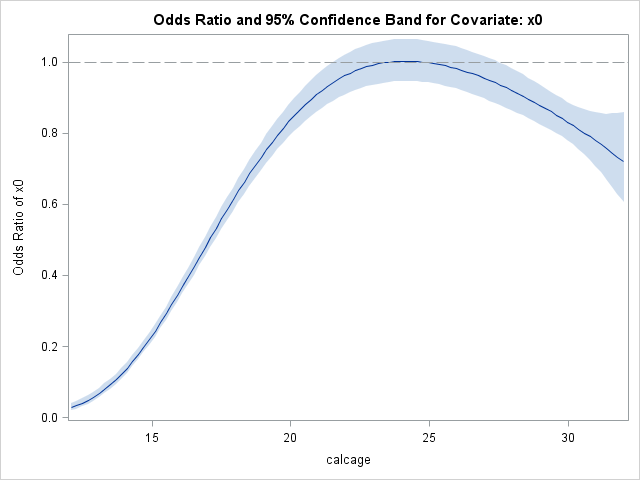 Odds Ratio and 95% Confidence Band for Covariate: x0
Odds Ratio of x0
1.0
0.8
0.6
0.4
0.2
0.0
15 20 25 30
calcage